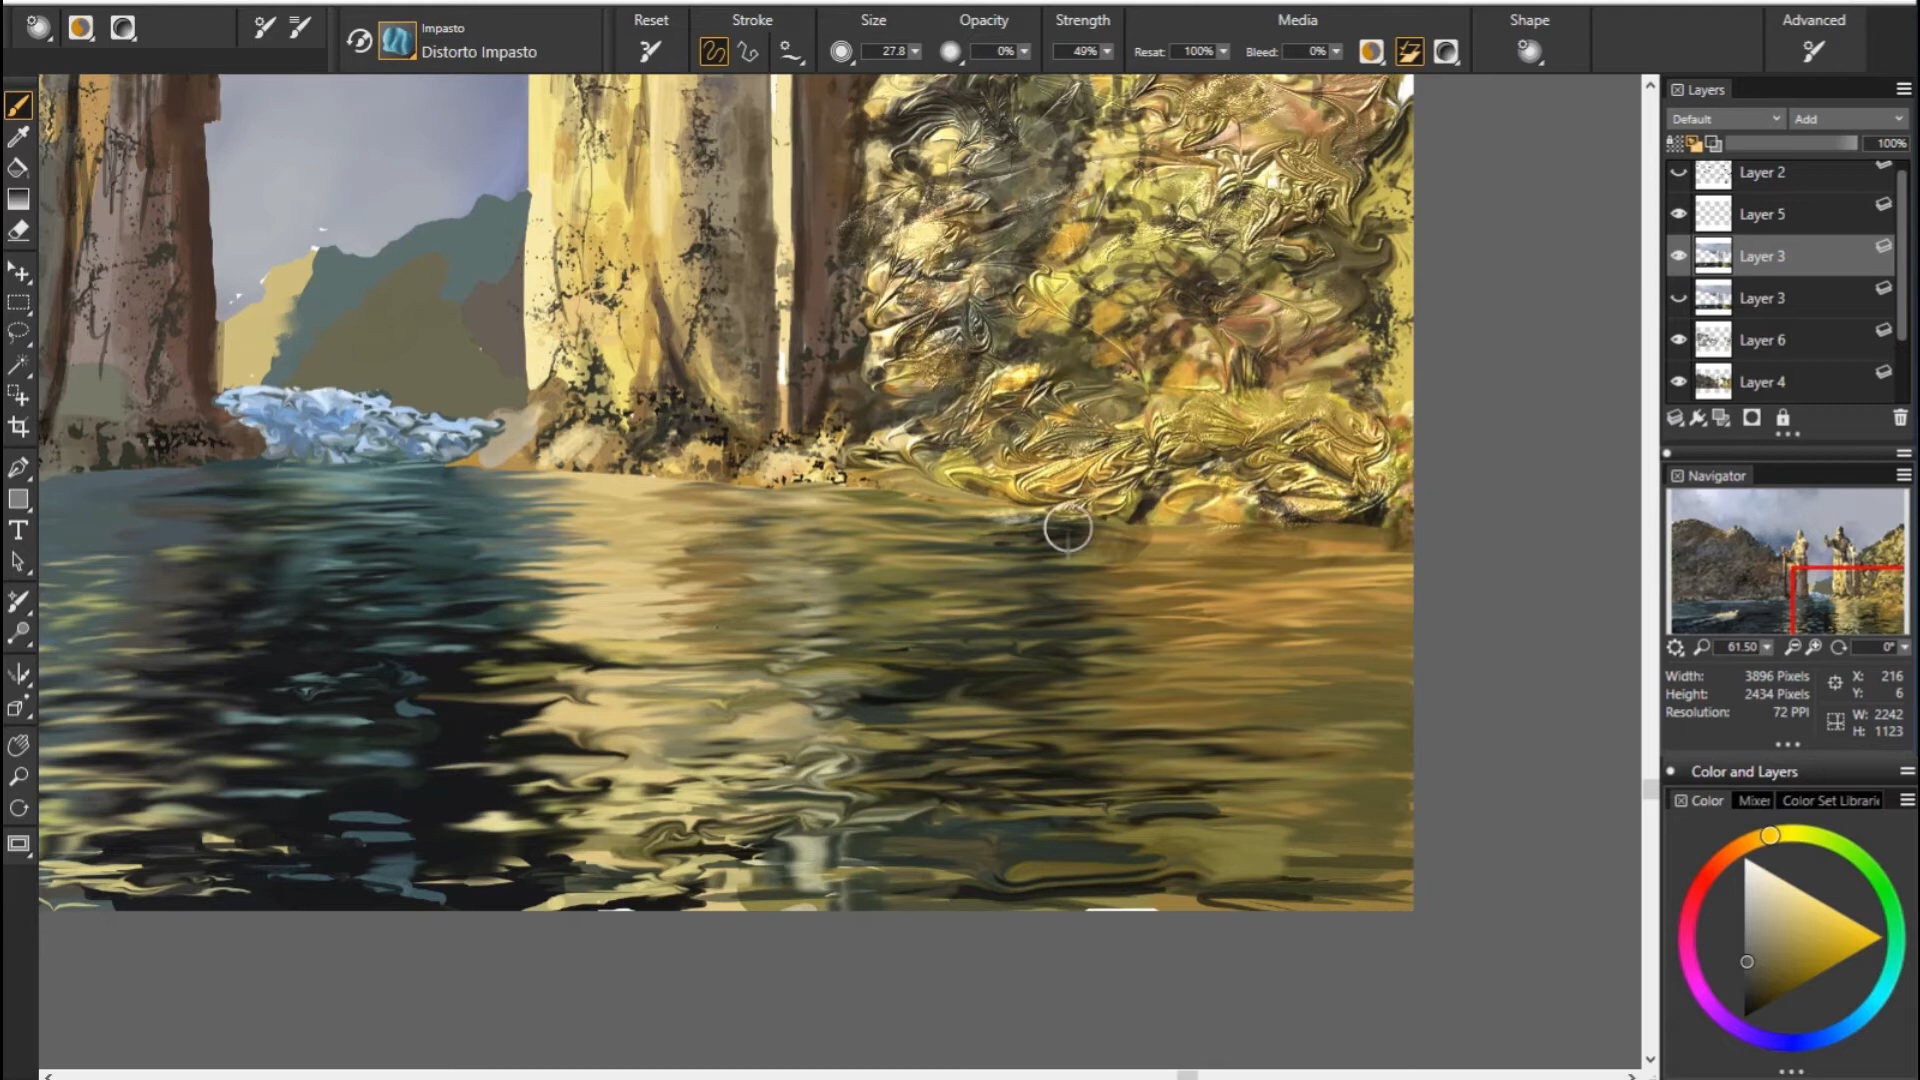 Impasto
Distorto Impasto
Reset
Stroke
Size
27.8
Opacity
0%
Strength
49%
Media
Resat: 100%
Bleed: 0%
Shape
Advanced
Layers
Default
Add
100%
Layer 2
Layer 5
Layer 3
Layer 3
Layer 6
Layer 4
Navigator
61.50
0°
Width: 3896 Pixels
Height: 2434 Pixels
Resolution: 72 PPI
X: 216
Y: 6
W: 2242
H: 1123
Color and Layers
Color
Mixer
Color Set Librari
T